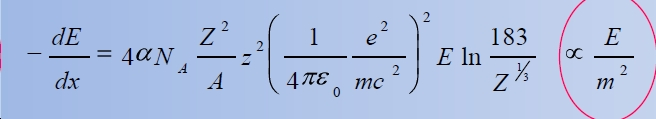 − dE/dx = 4αN_A Z²/A z² (1/4πε₀ e²/mc²)² E ln 183/Z^⅓ ∝ E/m²